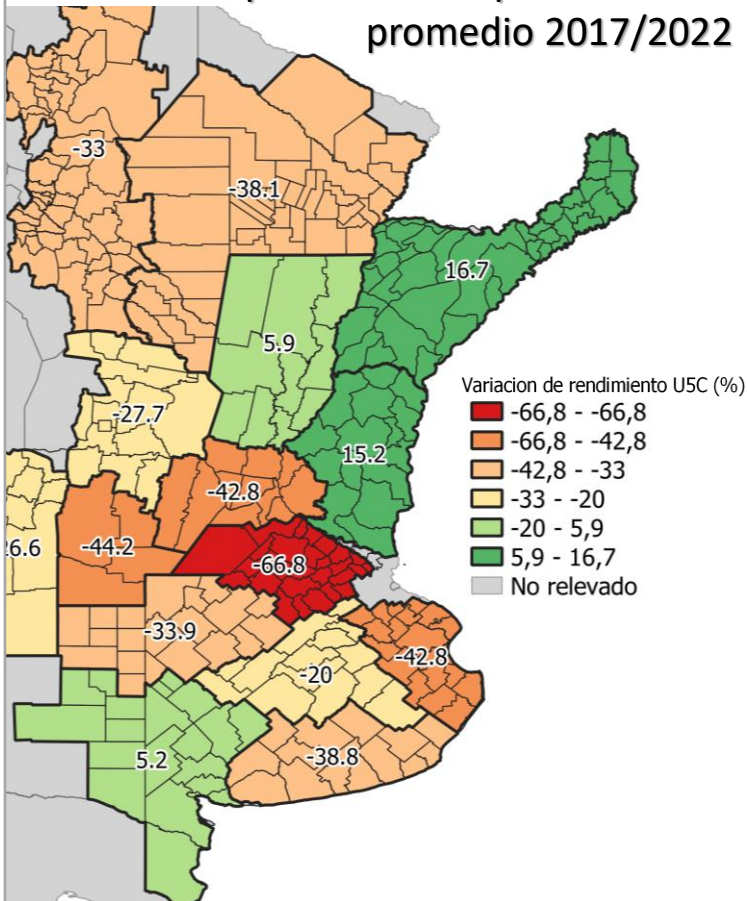 promedio 2017/2022
-33
-38.1
16.7
5.9
Variacion de rendimiento U5C (%)
-66,8 - -66,8
-66,8 - -42,8
-42,8 - -33
-33 - -20
-20 - 5,9
5,9 - 16,7
No relevado
-27.7
15.2
-42.8
-44.2
-66.8
-33.9
-42.8
-20
5.2
-38.8